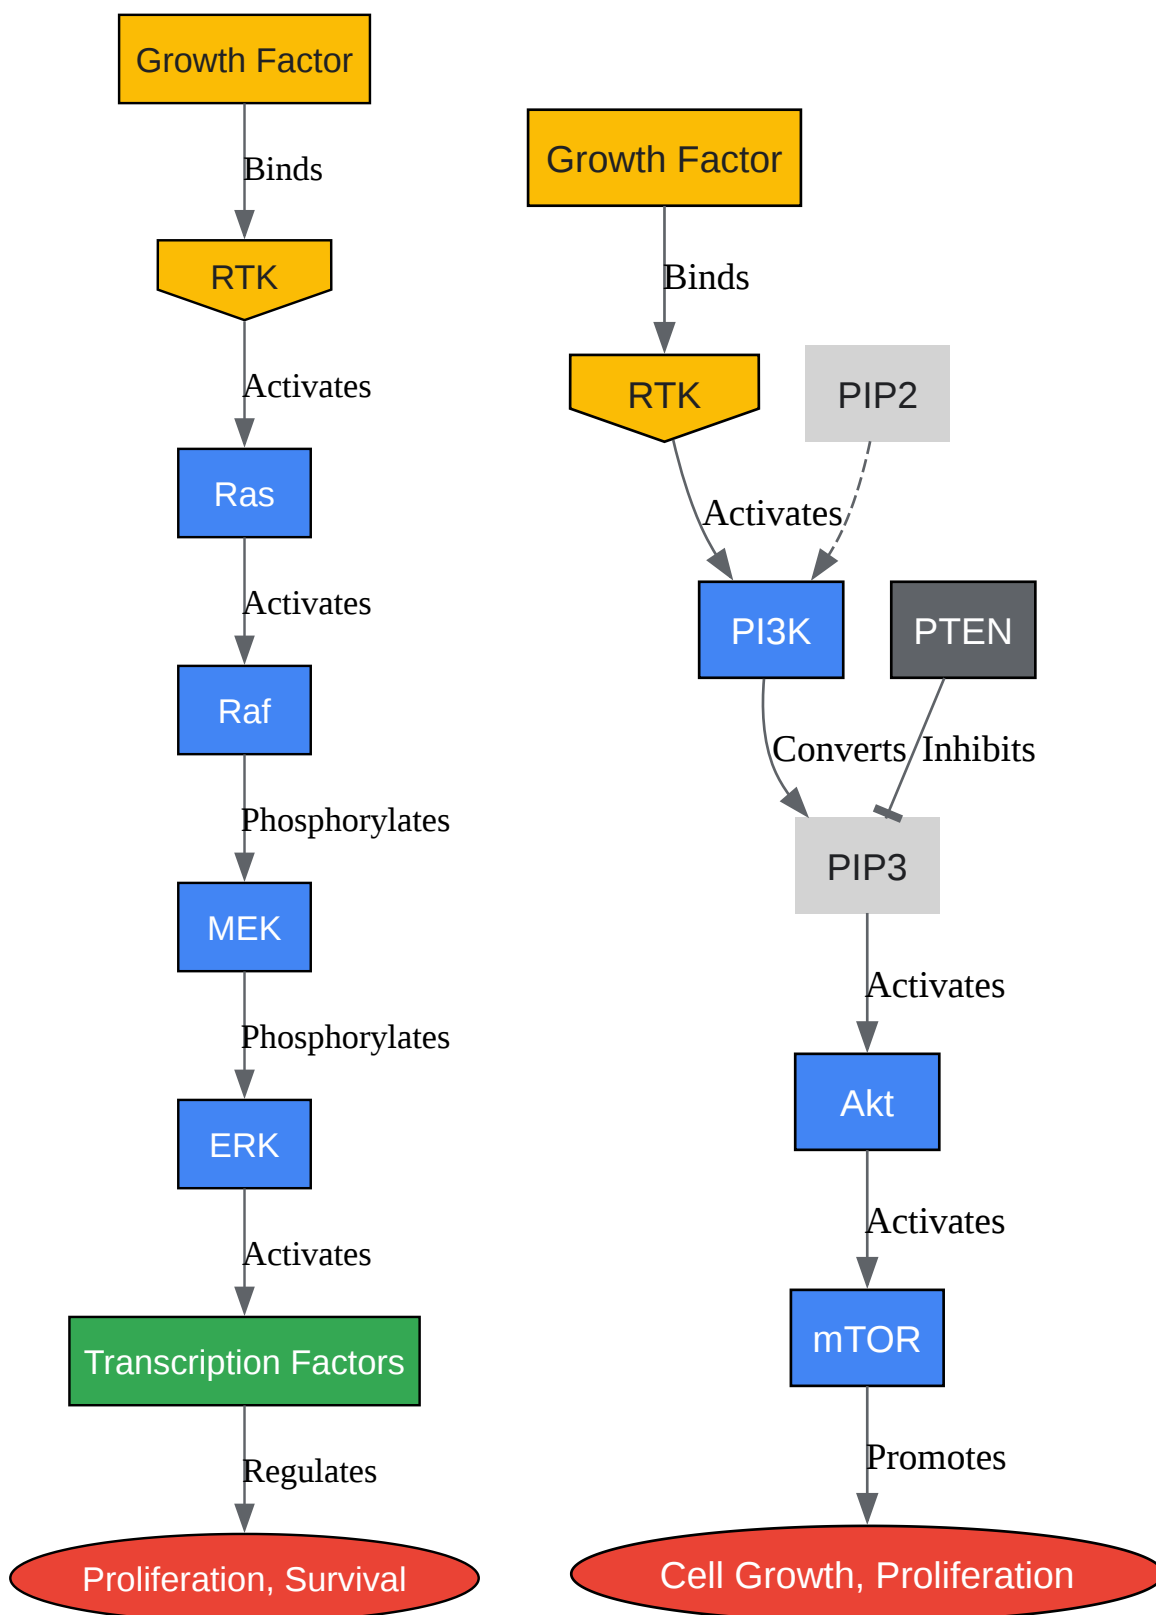 Growth Factor
Binds
RTK
Activates
Ras
Activates
Raf
Phosphorylates
MEK
Phosphorylates
ERK
Activates
Transcription Factors
Regulates
Proliferation, Survival
Growth Factor
Binds
RTK
PIP2
Activates
PI3K
PTEN
Converts
Inhibits
PIP3
Activates
Akt
Activates
mTOR
Promotes
Cell Growth, Proliferation